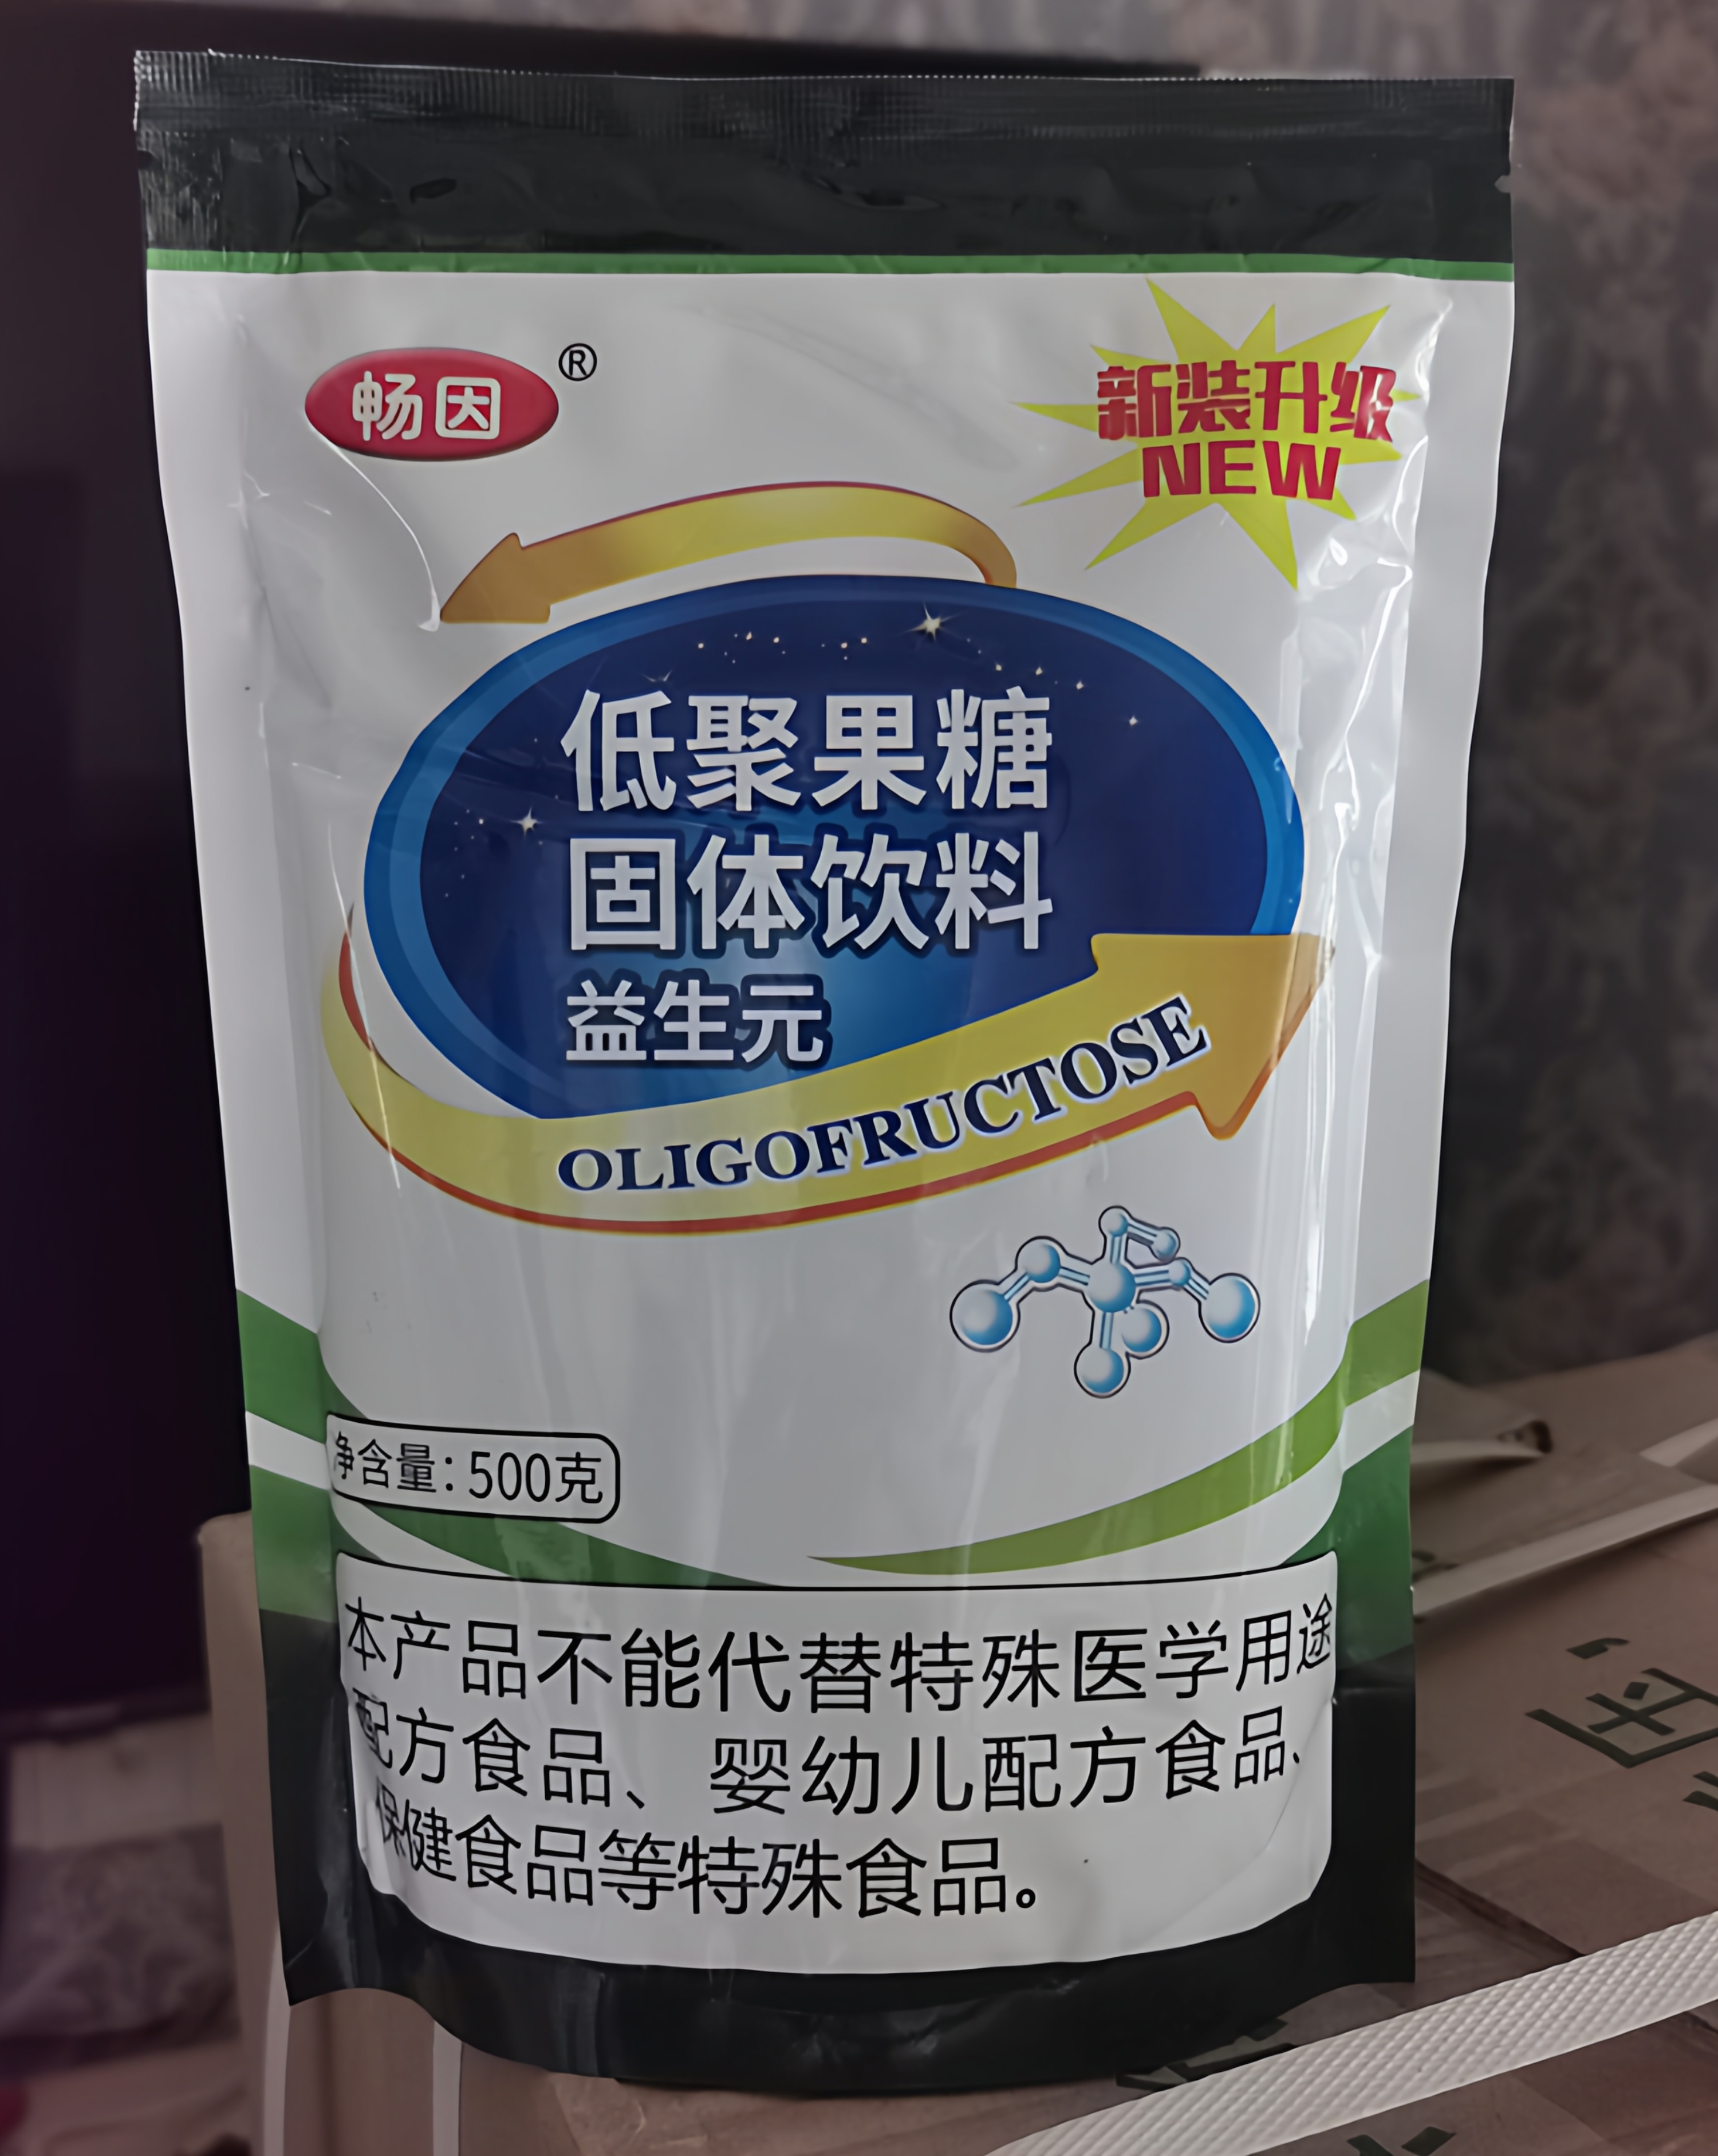 畅因®
新装升级
NEW
低聚果糖
固体饮料
益生元
OLIGOFRUCTOSE
净含量：500克
本产品不能代替特殊医学用途
配方食品、婴幼儿配方食品、
保健食品等特殊食品。